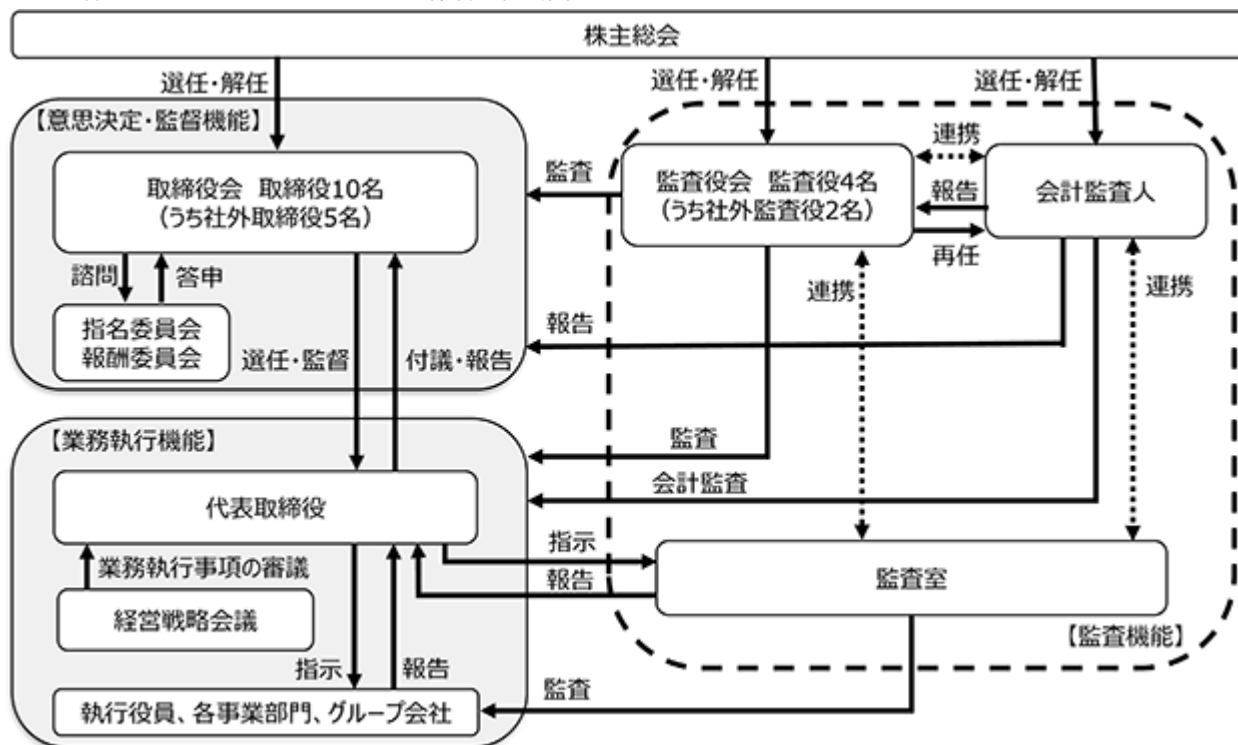 株主総会
選任・解任
選任・解任
選任・解任
【意思決定・監督機能】
取締役会 取締役10名
（うち社外取締役5名）
監査
監査役会 監査役4名
（うち社外監査役2名）
連携
報告
再任
会計監査人
諮問
答申
指名委員会
報酬委員会
選任・監督
付議・報告
報告
連携
連携
【業務執行機能】
監査
会計監査
代表取締役
業務執行事項の審議
経営戦略会議
指示
報告
監査室
【監査機能】
指示
報告
監査
執行役員、各事業部門、グループ会社